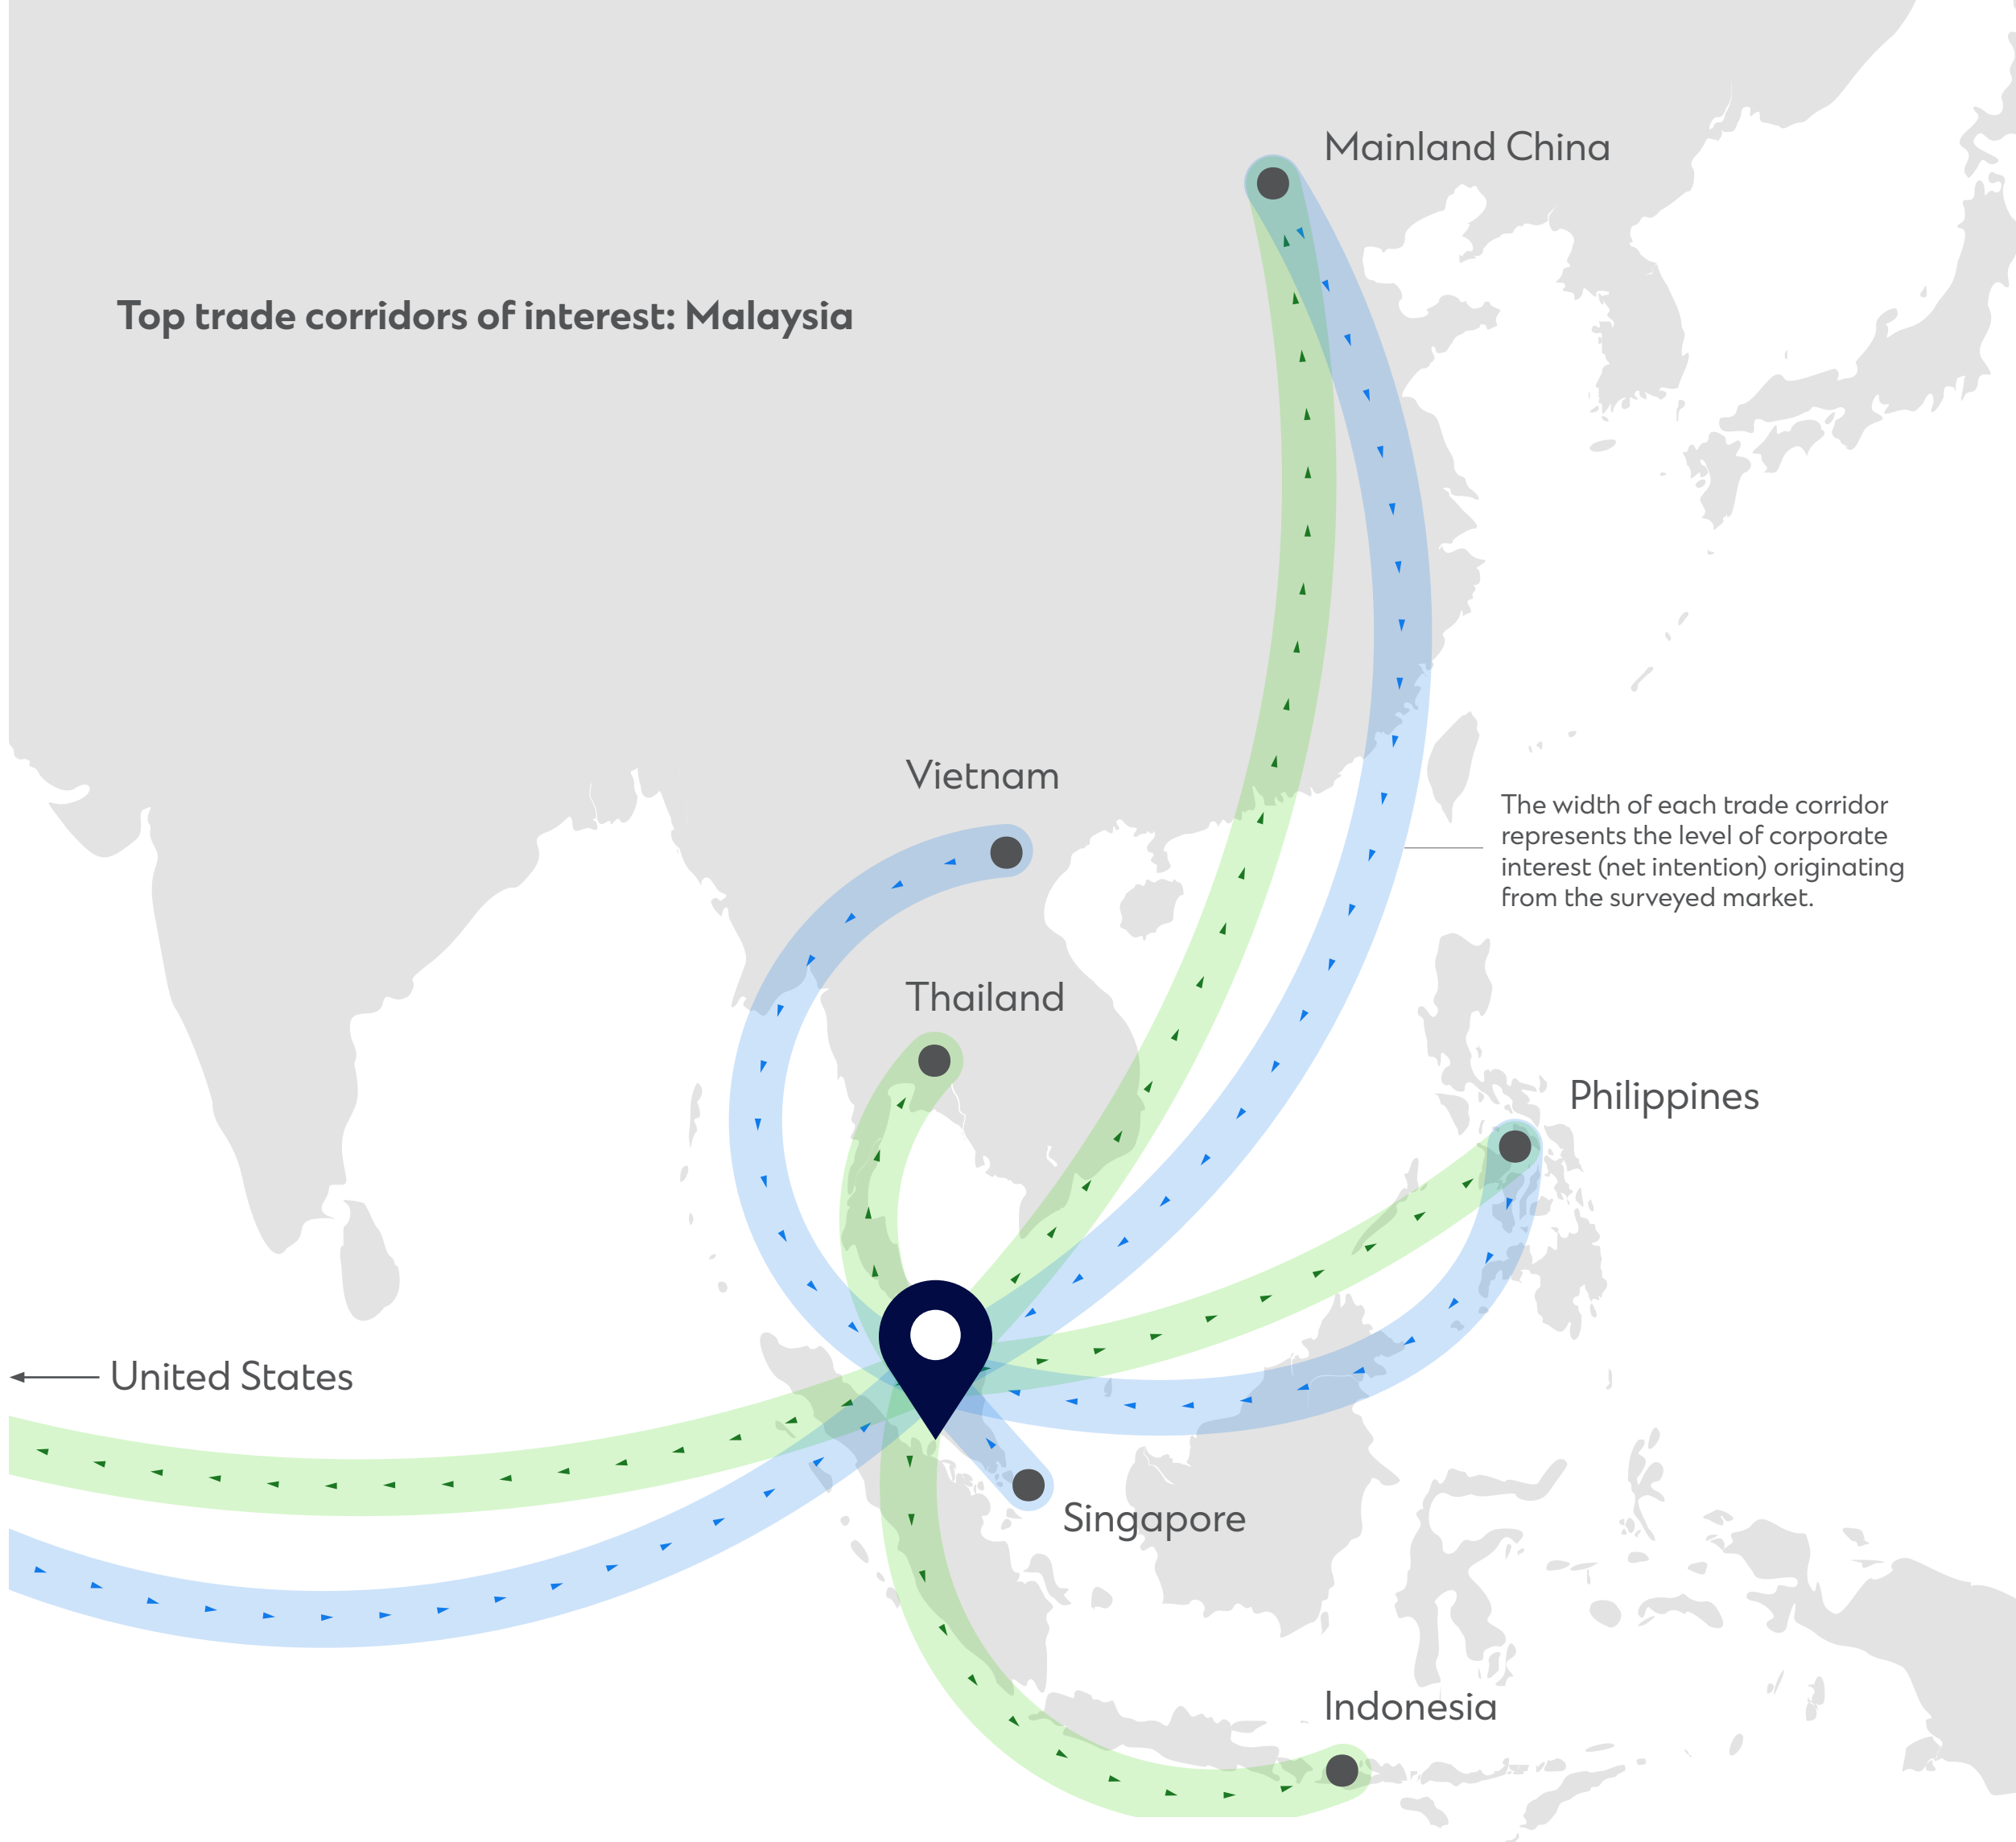 Mainland China
Top trade corridors of interest: Malaysia
Vietnam
The width of each trade corridor
represents the level of corporate
interest (net intention) originating
from the surveyed market.
Thailand
Philippines
United States
Singapore
Indonesia